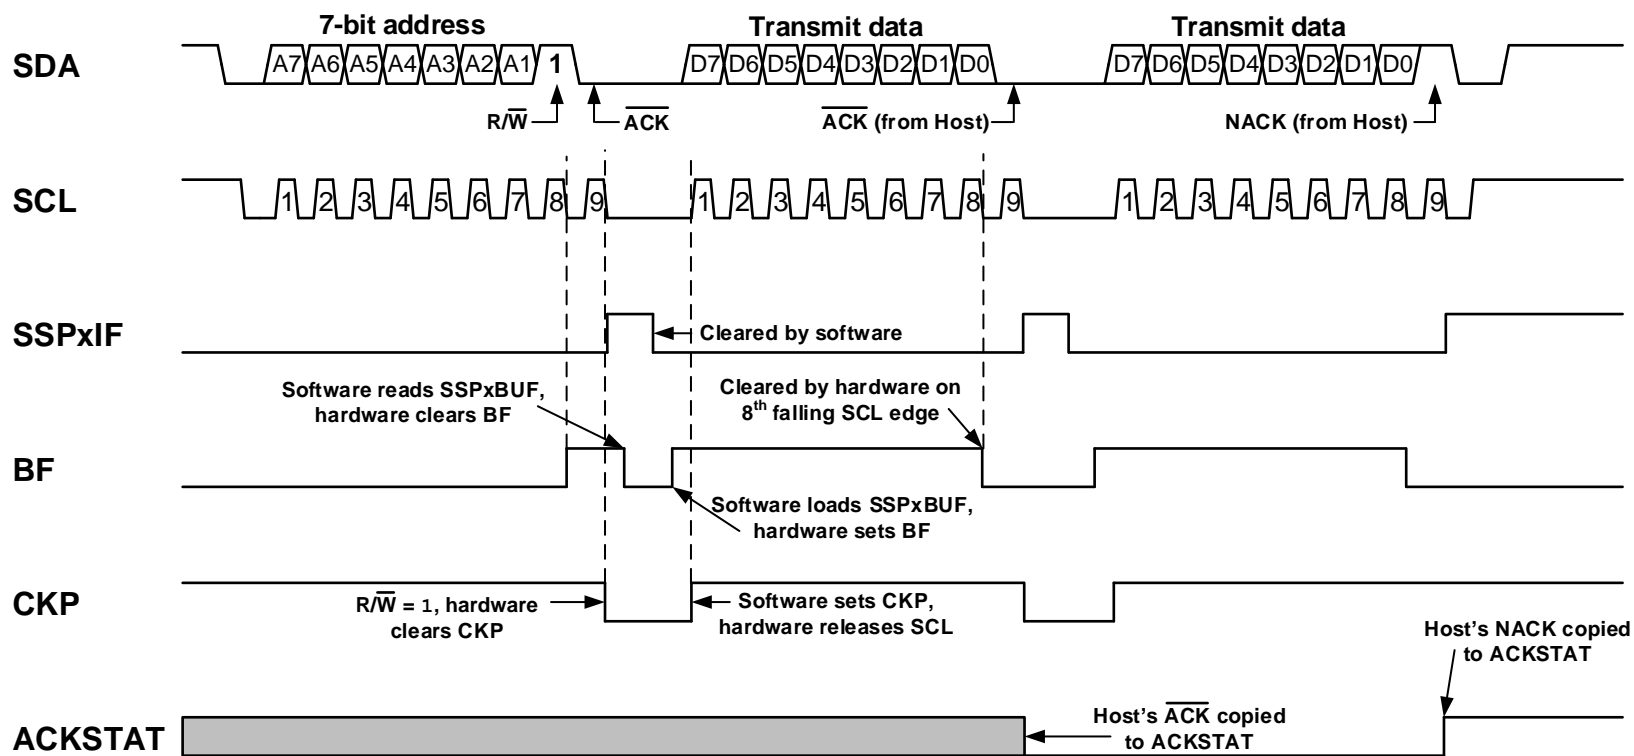 7-bit address
Transmit data
Transmit data
SDA
A7 A6 A5 A4 A3 A2 A1 1
D7 D6 D5 D4 D3 D2 D1 D0
D7 D6 D5 D4 D3 D2 D1 D0
R/W̅
A̅C̅K̅
A̅C̅K̅ (from Host)
NACK (from Host)
SCL
1 2 3 4 5 6 7 8 9
1 2 3 4 5 6 7 8 9
1 2 3 4 5 6 7 8 9
SSPxIF
Cleared by software
Software reads SSPxBUF,
hardware clears BF
Cleared by hardware on
8th falling SCL edge
BF
Software loads SSPxBUF,
hardware sets BF
CKP
R/W̅ = 1, hardware
clears CKP
Software sets CKP,
hardware releases SCL
Host's NACK copied
to ACKSTAT
ACKSTAT
Host's A̅C̅K̅ copied
to ACKSTAT